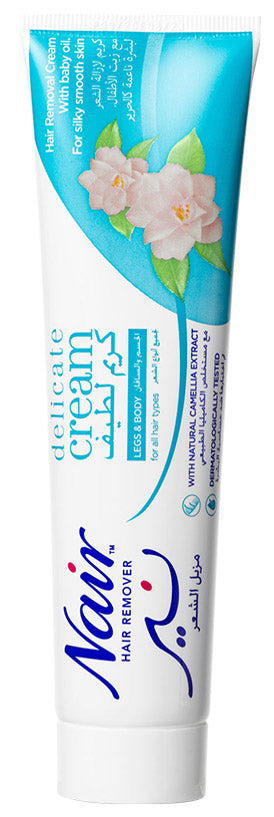 Hair Removal Cream
With baby oil.
For silky smooth skin
كريم لإزالة الشعر
مع زيت الأطفال.
لبشرة ناعمة كالحرير
delicate
cream
كريم لطيف
LEGS & BODY الجسم والساقان
for all hair types لجميع أنواع الشعر
WITH NATURAL CAMELLIA EXTRACT
مع مستخلص الكاميليا الطبيعي
DERMATOLOGICALLY TESTED
Nair™
HAIR REMOVER
نير
مزيل الشعر